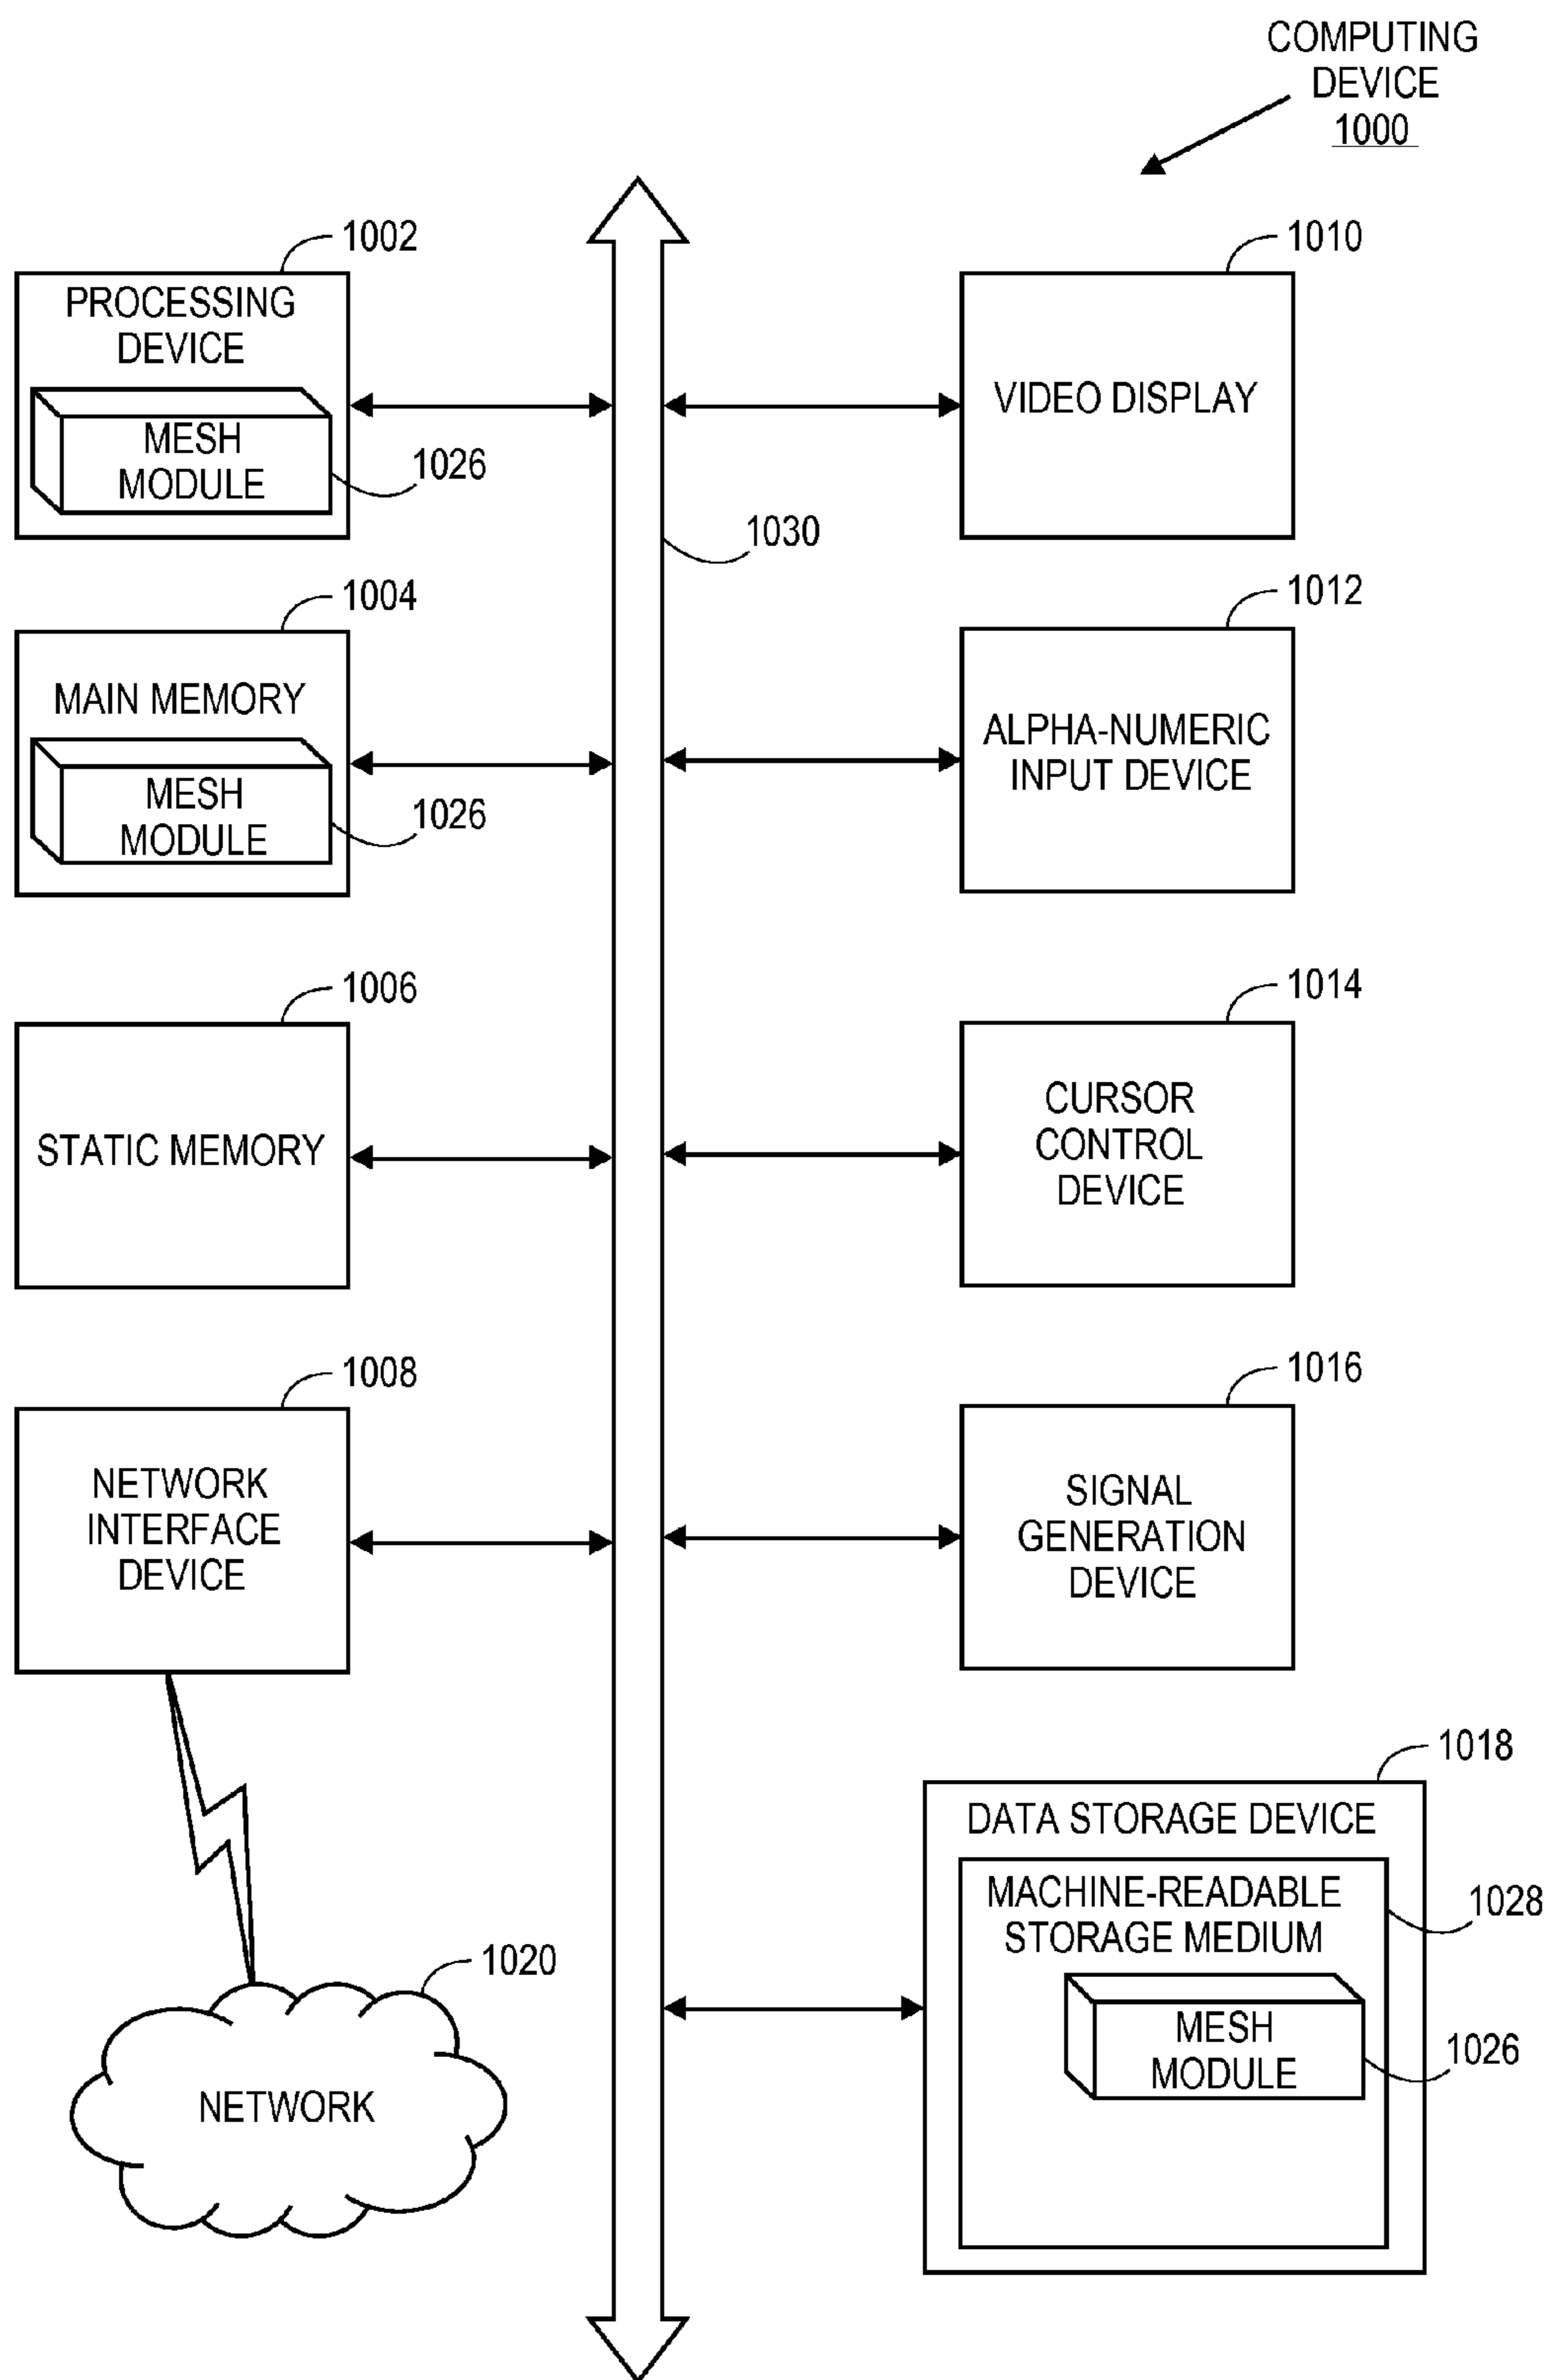 COMPUTING
DEVICE
1000
1002
PROCESSING
DEVICE
MESH
MODULE
1026
1010
VIDEO DISPLAY
1030
1004
MAIN MEMORY
MESH
MODULE
1026
1012
ALPHA-NUMERIC
INPUT DEVICE
1006
STATIC MEMORY
1014
CURSOR
CONTROL
DEVICE
1008
NETWORK
INTERFACE
DEVICE
1016
SIGNAL
GENERATION
DEVICE
1020
NETWORK
1018
DATA STORAGE DEVICE
MACHINE-READABLE
STORAGE MEDIUM
1028
MESH
MODULE
1026